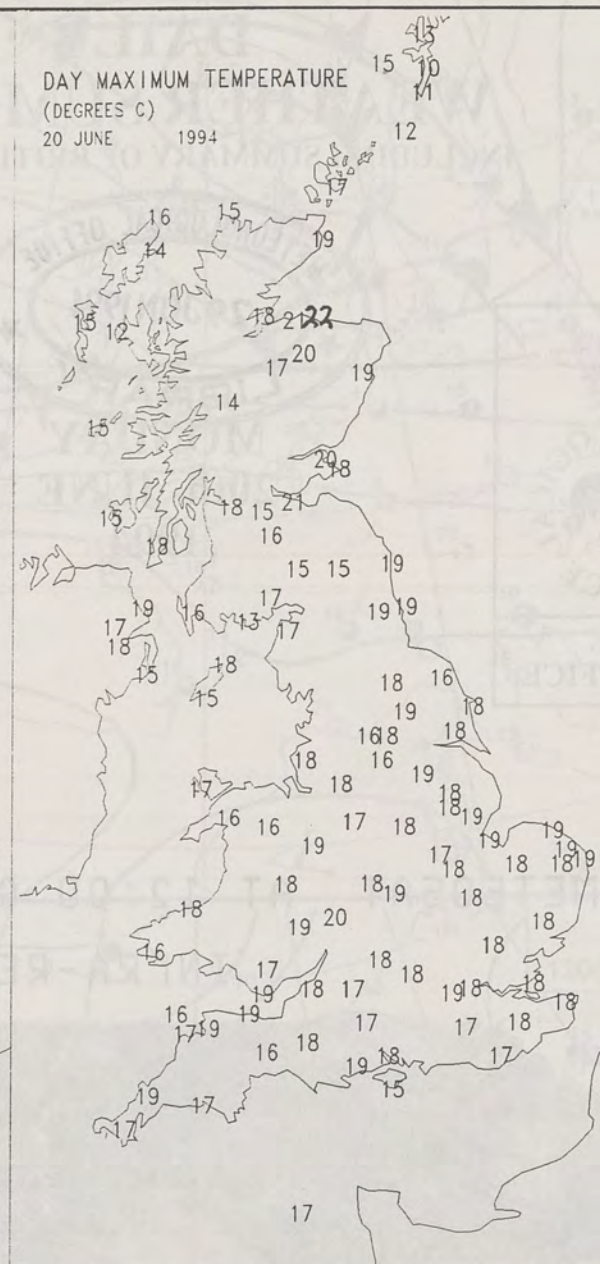 DAY MAXIMUM TEMPERATURE
(DEGREES C)
20 JUNE 1994
13
15 10
11
12
17
16 15
14 19
15 12 18 21 22
17 20 19
14
15
20 18
18 15 21
15 16
18
15 15 19
19 16 17 19 19
17 13 17
18
15 18 18 16
15 19 18
16 18 18
18 16
17 18 19
18
18
16 16 17 18 19 19
19 19 19
17 18 18 19
18 18 19 18
18 19 20 18
16 18
17 18 18
19 18 17 19 18 18 18
16 19
17 19 17 17 18
16 18 18 17
19 15
19 17
17
17